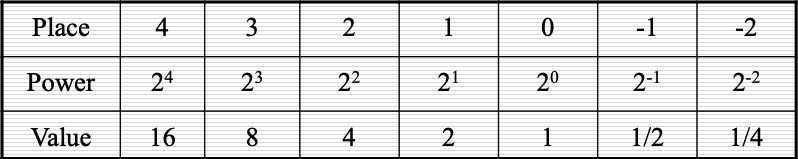 Place 4 3 2 1 0 -1 -2
Power 2⁴ 2³ 2² 2¹ 2⁰ 2⁻¹ 2⁻²
Value 16 8 4 2 1 1/2 1/4